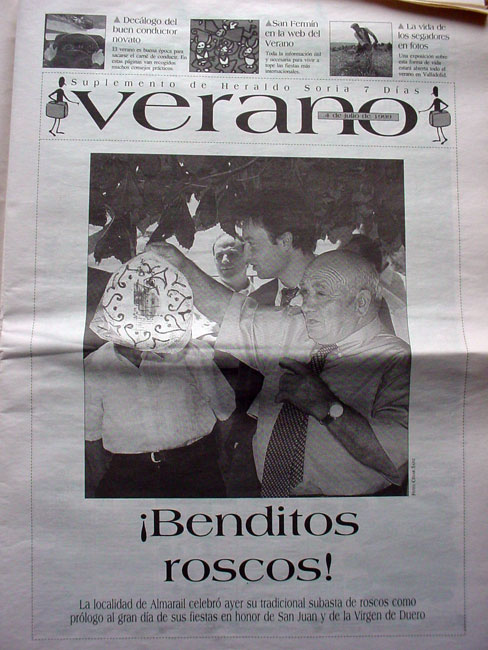 Decálogo del
buen conductor
novato
El verano es buena época para
sacarse el carné de conducir. En
estas páginas van recogidos
muchos consejos prácticos.
San Fermín
en la web del
Verano
Toda la información útil
y necesaria para vivir a
tope las fiestas más
internacionales.
La vida de
los segadores
en fotos
Una exposición sobre
esta forma de vida
estará abierta todo el
verano en Valladolid.
Suplemento de Heraldo Soria 7 Días
verano
4 de julio de 1999
¡Benditos
roscos!
La localidad de Almarail celebró ayer su tradicional subasta de roscos como
prólogo al gran día de sus fiestas en honor de San Juan y de la Virgen de Duero